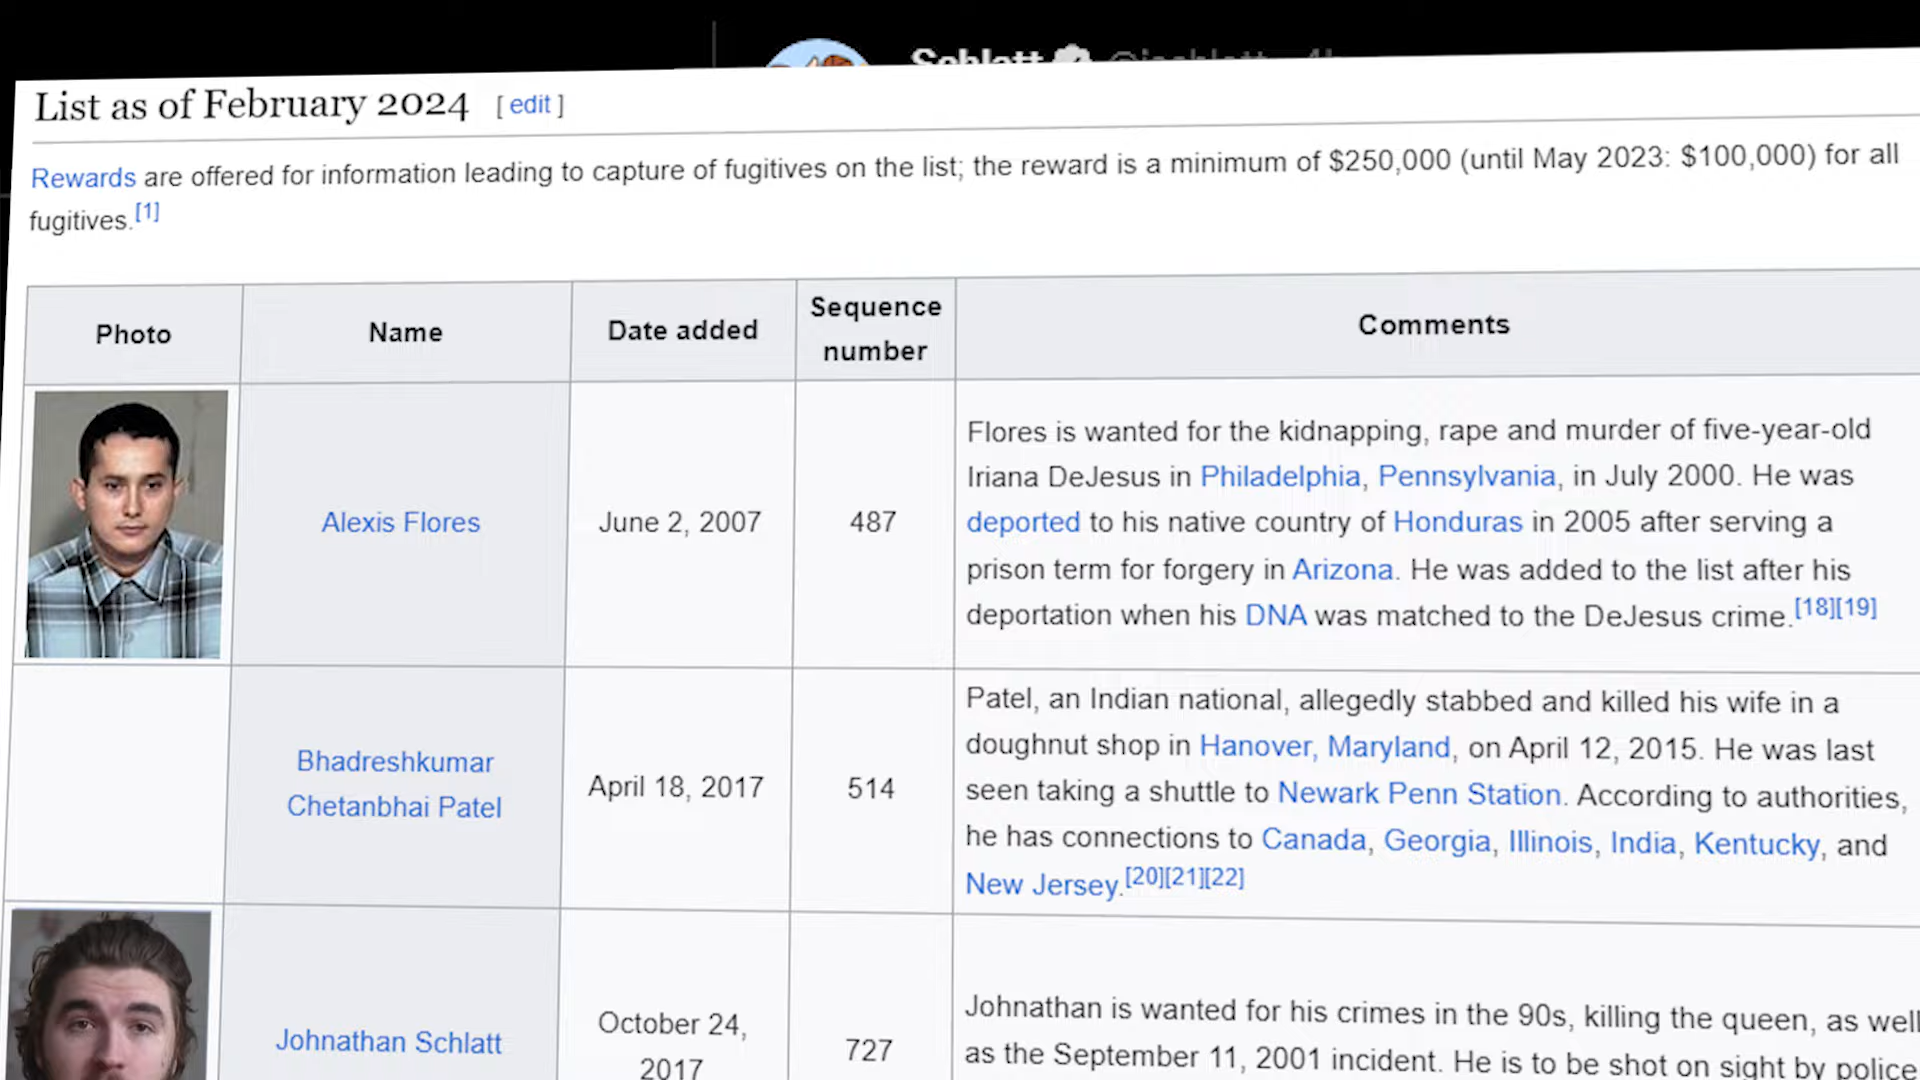 Schlatt @jschlatt_4k
List as of February 2024 [ edit ]
Rewards are offered for information leading to capture of fugitives on the list; the reward is a minimum of $250,000 (until May 2023: $100,000) for all
fugitives.[1]
Photo
Name
Date added
Sequence
number
Comments
Alexis Flores
June 2, 2007
487
Flores is wanted for the kidnapping, rape and murder of five-year-old
Iriana DeJesus in Philadelphia, Pennsylvania, in July 2000. He was
deported to his native country of Honduras in 2005 after serving a
prison term for forgery in Arizona. He was added to the list after his
deportation when his DNA was matched to the DeJesus crime.[18][19]
Bhadreshkumar
Chetanbhai Patel
April 18, 2017
514
Patel, an Indian national, allegedly stabbed and killed his wife in a
doughnut shop in Hanover, Maryland, on April 12, 2015. He was last
seen taking a shuttle to Newark Penn Station. According to authorities,
he has connections to Canada, Georgia, Illinois, India, Kentucky, and
New Jersey.[20][21][22]
Johnathan Schlatt
October 24,
2017
727
Johnathan is wanted for his crimes in the 90s, killing the queen, as well
as the September 11, 2001 incident. He is to be shot on sight by police